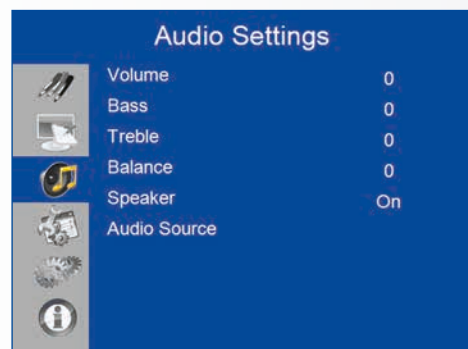 Audio Settings
Volume 0
Bass 0
Treble 0
Balance 0
Speaker On
Audio Source